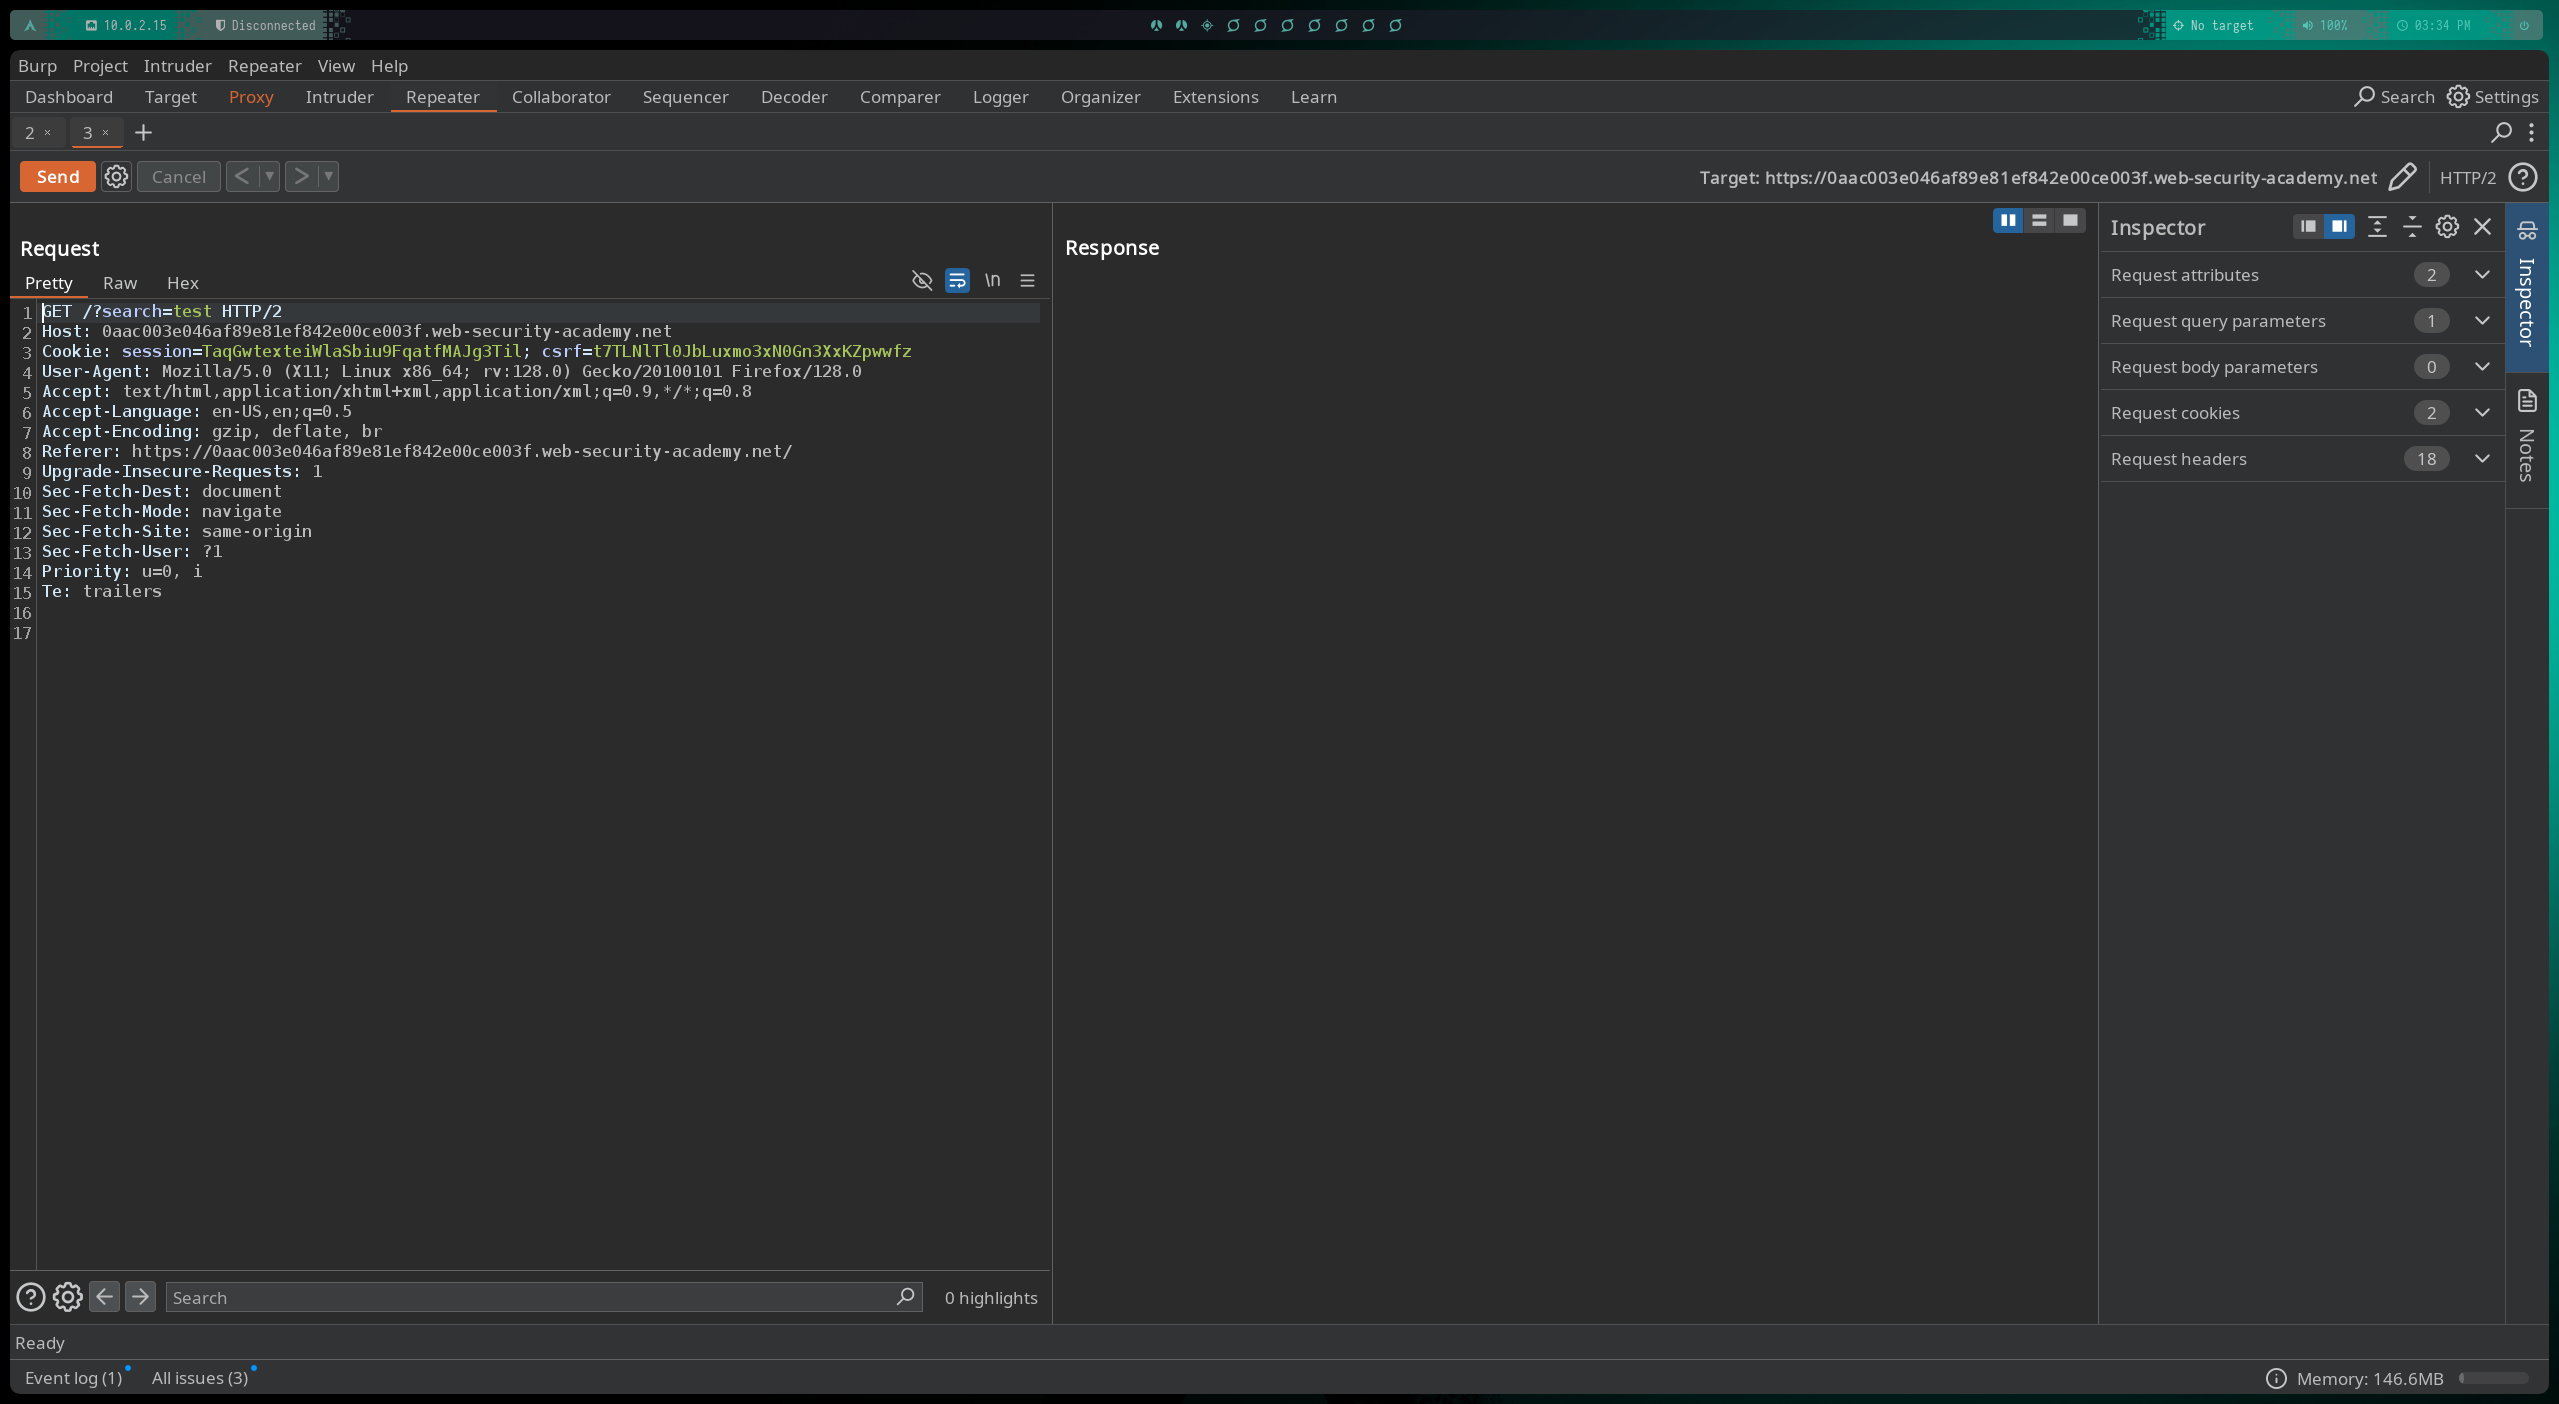 10.0.2.15 Disconnected No target 100% 03:34 PM
Burp Project Intruder Repeater View Help
Dashboard Target Proxy Intruder Repeater Collaborator Sequencer Decoder Comparer Logger Organizer Extensions Learn Search Settings
2 × 3 ×
Send Cancel Target: https://0aac003e046af89e81ef842e00ce003f.web-security-academy.net HTTP/2
Request
Pretty Raw Hex \n
1 GET /?search=test HTTP/2
2 Host: 0aac003e046af89e81ef842e00ce003f.web-security-academy.net
3 Cookie: session=TaqGwtexteiWlaSbiu9FqatfMAJg3Til; csrf=t7TLNlTl0JbLuxmo3xN0Gn3XxKZpwwfz
4 User-Agent: Mozilla/5.0 (X11; Linux x86_64; rv:128.0) Gecko/20100101 Firefox/128.0
5 Accept: text/html,application/xhtml+xml,application/xml;q=0.9,*/*;q=0.8
6 Accept-Language: en-US,en;q=0.5
7 Accept-Encoding: gzip, deflate, br
8 Referer: https://0aac003e046af89e81ef842e00ce003f.web-security-academy.net/
9 Upgrade-Insecure-Requests: 1
10 Sec-Fetch-Dest: document
11 Sec-Fetch-Mode: navigate
12 Sec-Fetch-Site: same-origin
13 Sec-Fetch-User: ?1
14 Priority: u=0, i
15 Te: trailers
16
17
Search 0 highlights
Response
Inspector
Request attributes 2
Request query parameters 1
Request body parameters 0
Request cookies 2
Request headers 18
Inspector
Notes
Ready
Event log (1) All issues (3) Memory: 146.6MB